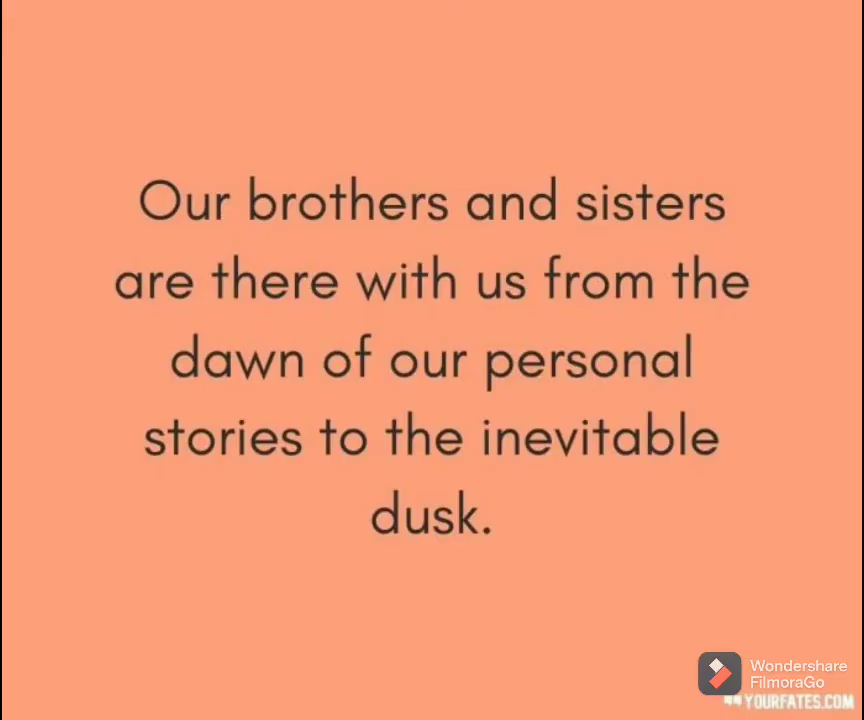 Our brothers and sisters
are there with us from the
dawn of our personal
stories to the inevitable
dusk.
Wondershare
FilmoraGo
YOURFATES.COM